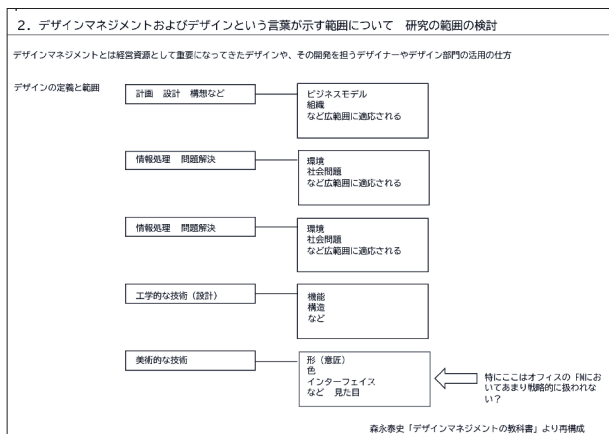 2．デザインマネジメントおよびデザインという言葉が示す範囲について　研究の範囲の検討
デザインマネジメントとは経営資源として重要になってきたデザインや、その開発を担うデザイナーやデザイン部門の活用の仕方
デザインの定義と範囲
計画　設計　構想など
ビジネスモデル
組織
など広範囲に適応される
情報処理　問題解決
環境
社会問題
など広範囲に適応される
情報処理　問題解決
環境
社会問題
など広範囲に適応される
工学的な技術（設計）
機能
構造
など
美術的な技術
形（意匠）
色
インターフェイス
など　見た目
特にここはオフィスの FMにお
いてあまり戦略的に扱われな
い？
森永泰史「デザインマネジメントの教科書」より再構成